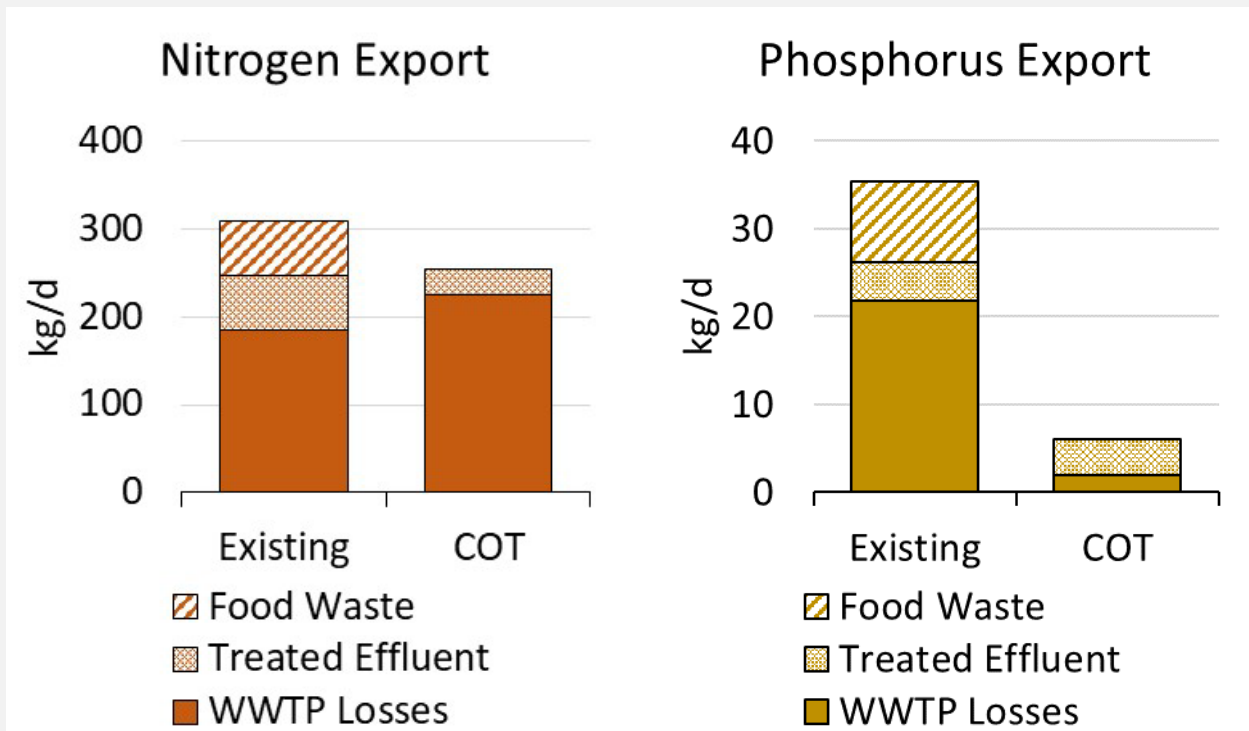 Nitrogen Export
400
300
200
100
0
kg/d
Existing
COT
Food Waste
Treated Effluent
WWTP Losses
Phosphorus Export
40
30
20
10
0
kg/d
Existing
COT
Food Waste
Treated Effluent
WWTP Losses